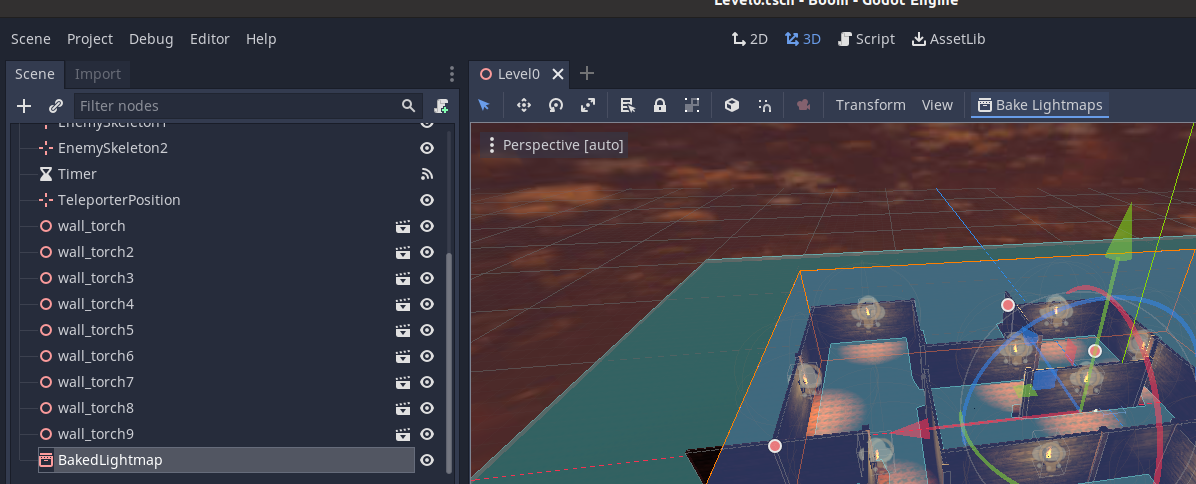 Level0.tscn - Boom - Godot Engine
Scene Project Debug Editor Help 2D 3D Script AssetLib
Scene Import Level0
Filter nodes Transform View Bake Lightmaps
EnemySkeleton1
Perspective [auto]
EnemySkeleton2
Timer
TeleporterPosition
wall_torch
wall_torch2
wall_torch3
wall_torch4
wall_torch5
wall_torch6
wall_torch7
wall_torch8
wall_torch9
BakedLightmap